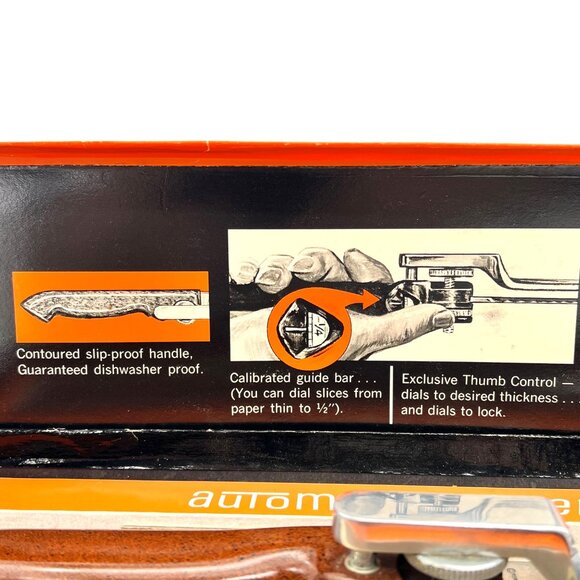 1/4
Contoured slip-proof handle,
Guaranteed dishwasher proof.
Calibrated guide bar . . .
(You can dial slices from
paper thin to ½″).
Exclusive Thumb Control —
dials to desired thickness . . .
and dials to lock.
autom